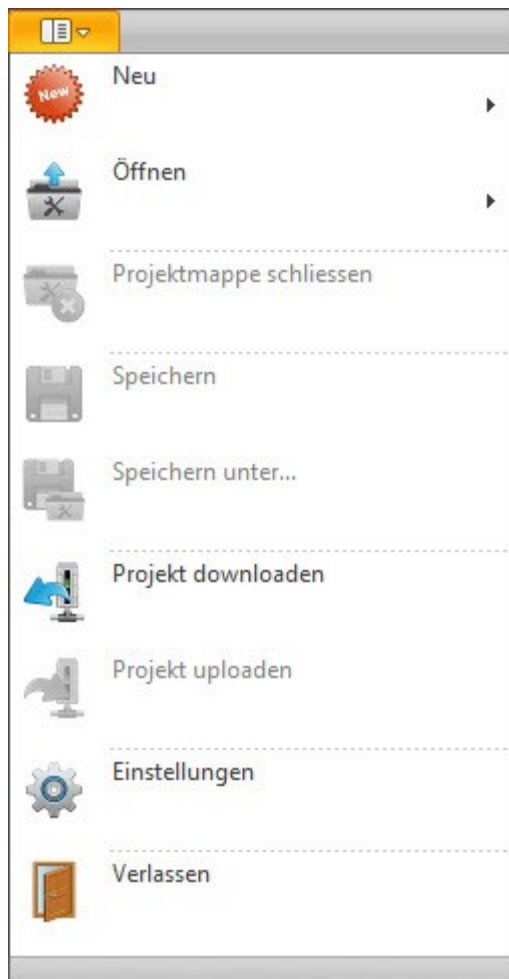 New
Neu
Öffnen
Projektmappe schliessen
Speichern
Speichern unter...
Projekt downloaden
Projekt uploaden
Einstellungen
Verlassen